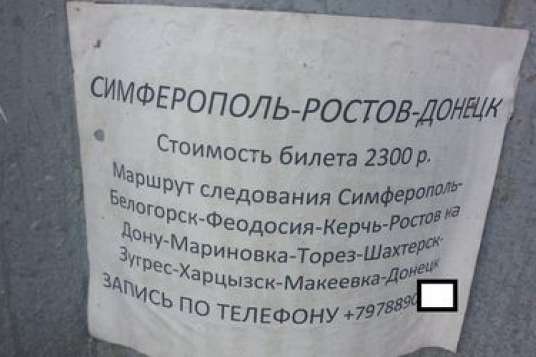 СИМФЕРОПОЛЬ-РОСТОВ-ДОНЕЦК
Стоимость билета 2300 р.
Маршрут следования Симферополь-
Белогорск-Феодосия-Керчь-Ростов на
Дону-Мариновка-Торез-Шахтерск-
Зугрес-Харцызск-Макеевка-Донецк
ЗАПИСЬ ПО ТЕЛЕФОНУ +7978890